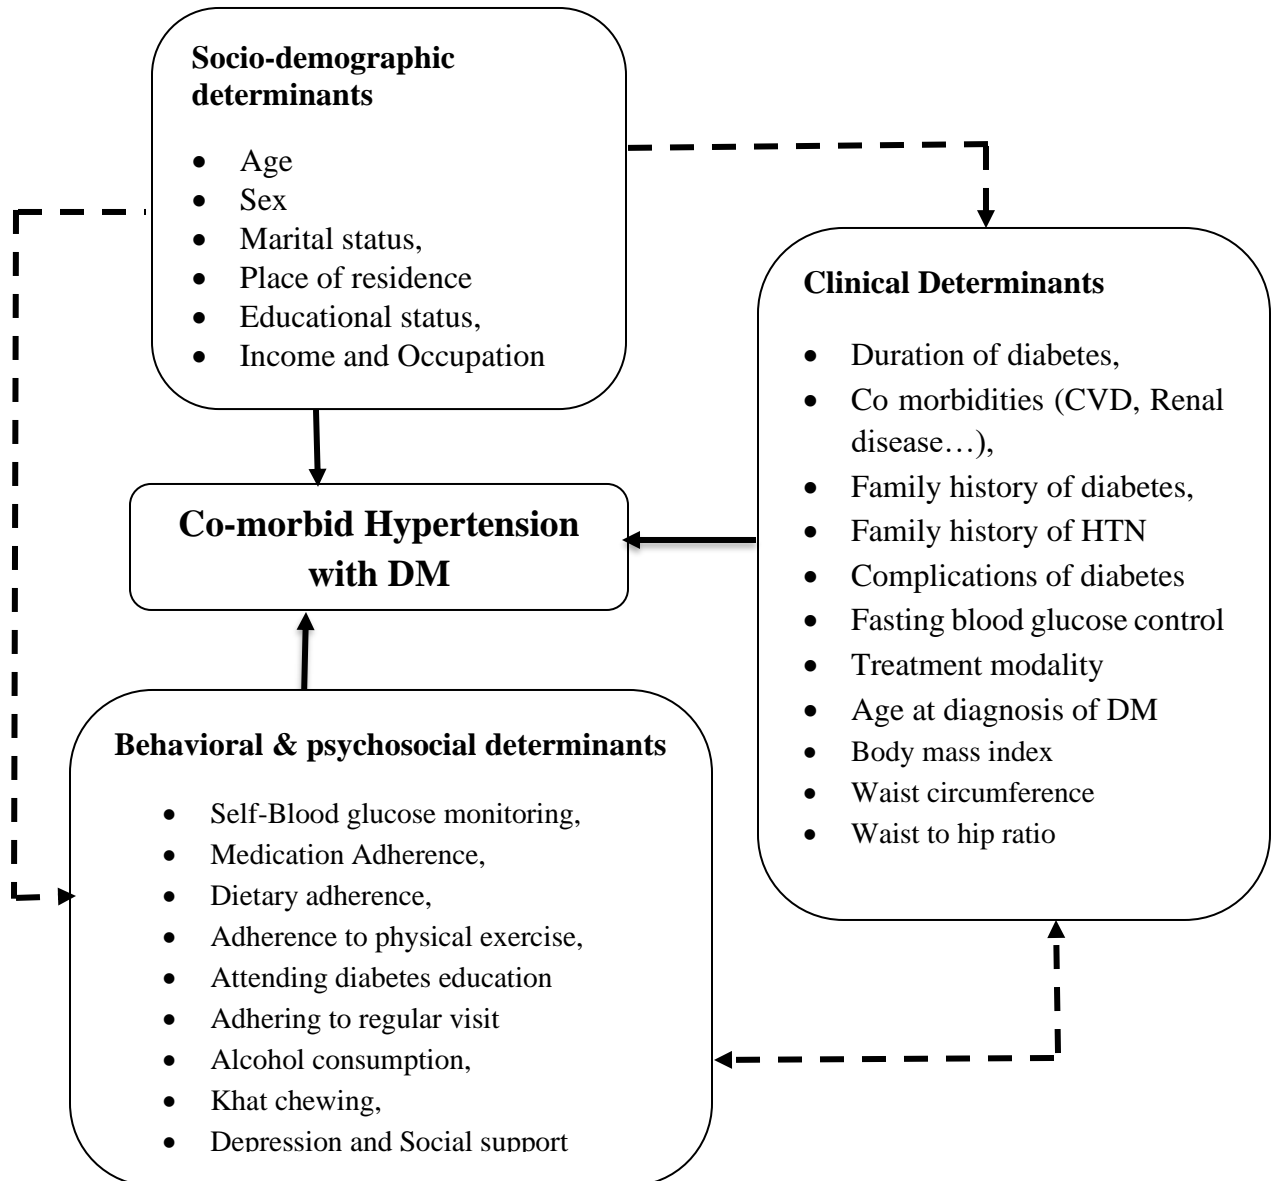 Socio-demographic
determinants
• Age
• Sex
• Marital status,
• Place of residence
• Educational status,
• Income and Occupation
Clinical Determinants
• Duration of diabetes,
• Co morbidities (CVD, Renal
disease…),
• Family history of diabetes,
• Family history of HTN
• Complications of diabetes
• Fasting blood glucose control
• Treatment modality
• Age at diagnosis of DM
• Body mass index
• Waist circumference
• Waist to hip ratio
Co-morbid Hypertension
with DM
Behavioral & psychosocial determinants
• Self-Blood glucose monitoring,
• Medication Adherence,
• Dietary adherence,
• Adherence to physical exercise,
• Attending diabetes education
• Adhering to regular visit
• Alcohol consumption,
• Khat chewing,
• Depression and Social support